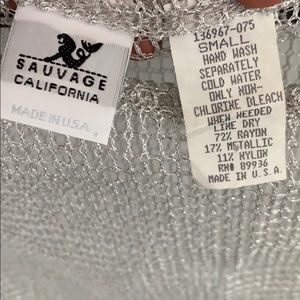 SAUVAGE
CALIFORNIA
MADE IN U.S.A.
136967-075
SMALL
HAND WASH
SEPARATELY
COLD WATER
ONLY NON-
CHLORINE BLEACH
WHEN NEEDED
LINE DRY
72% RAYON
17% METALLIC
11% NYLON
RN# 89936
MADE IN U.S.A.